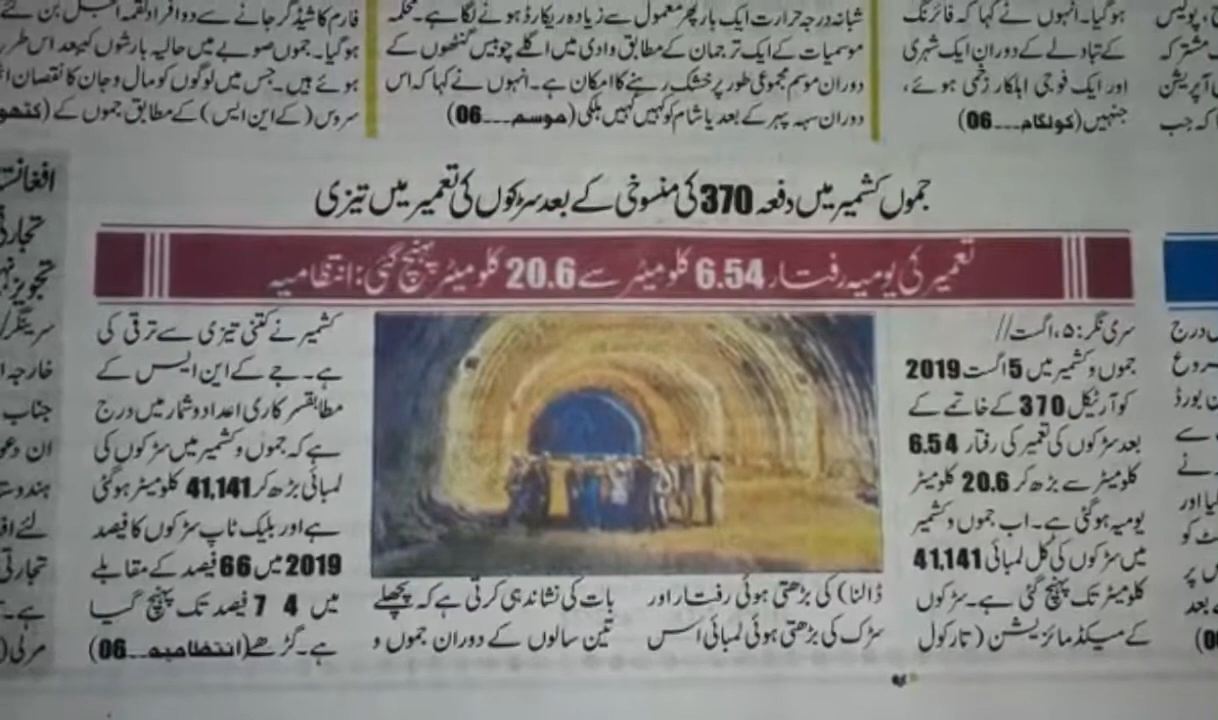 ہوگیا۔ انہوں نے کہا کہ فائرنگ
کے تبادلے کے دوران ایک شہری
اور ایک فوجی اہلکار زخمی ہوئے،
جنہیں (کولگام۔۔۔06)
شبانہ درجہ حرارت ایک بار پھر معمول سے زیادہ ریکارڈ ہونے لگا ہے۔ محکمہ
موسمیات کے ایک ترجمان کے مطابق وادی میں اگلے چوبیس گھنٹوں کے
دوران موسم مجموعی طور پر خشک رہنے کا امکان ہے۔ انہوں نے کہا کہ اس
دوران سہہ پہر کے بعد یا شام کو کہیں کہیں ہلکی (موسم۔۔۔06)
فارم کا شیڈ گر جانے سے دو افراد لقمہ اجل بن گئے
ہوگیا۔ جموں صوبے میں حالیہ بارشوں کیبعد اس طر
ہوئے ہیں۔ جس میں لوگوں کو مال و جان کا نقصان
سروس (کے این ایس) کے مطابق جموں کے (کٹھو
جموں کشمیر میں دفعہ 370 کی منسوخی کے بعد سڑکوں کی تعمیر میں تیزی
تعمیر کی یومیہ رفتار 6.54 کلومیٹر سے 20.6 کلومیٹر پہنچ گئی: انتظامیہ
سری نگر: ۵، اگست//
جموں و کشمیر میں 5 اگست 2019
کو آرٹیکل 370 کے خاتمے کے
بعد سڑکوں کی تعمیر کی رفتار 6.54
کلومیٹر سے بڑھ کر 20.6 کلومیٹر
یومیہ ہوگئی ہے۔ اب جموں و کشمیر
میں سڑکوں کی کل لمبائی 41,141
کلومیٹر تک پہنچ گئی ہے۔ سڑکوں
کے میکڈمائزیشن (تارکول
ڈالنا) کی بڑھتی ہوئی رفتار اور
سڑک کی بڑھتی ہوئی لمبائی اس
بات کی نشاندہی کرتی ہے کہ پچھلے
تین سالوں کے دوران جموں و
کشمیر نے کتنی تیزی سے ترقی کی
ہے۔ جے کے این ایس کے
مطابقسرکاری اعداد و شمار میں درج
ہے کہ جموں و کشمیر میں سڑکوں کی
لمبائی بڑھ کر 41,141 کلومیٹر ہوگئی
ہے اور بلیک ٹاپ سڑکوں کا فیصد
2019 میں 66 فیصد کے مقابلے
میں 74 فیصد تک پہنچ گیا
ہے۔ گڑھے (انتظامیہ۔۔06)
تجارتی
خارجہ
جناب
تجارتی
ہے۔